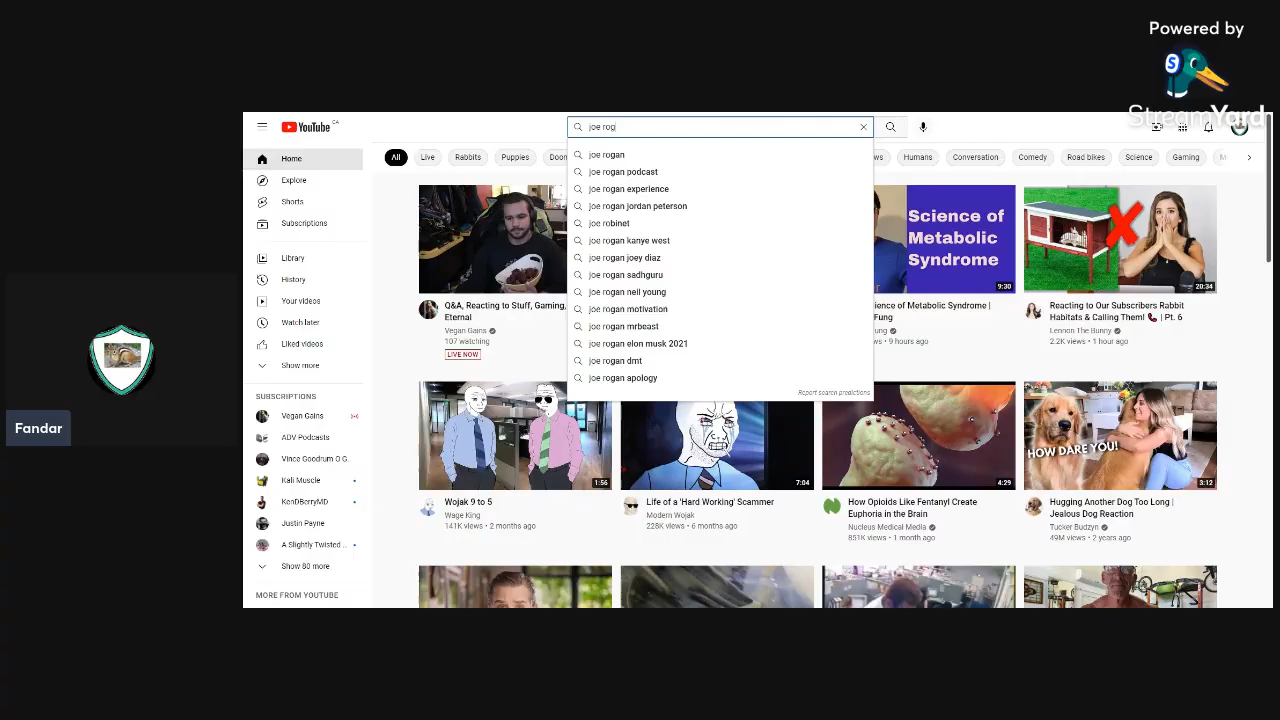 Powered by
StreamYard
YouTube CA
joe rog
Home
Explore
Shorts
Subscriptions
Library
History
Your videos
Watch later
Liked videos
Show more
SUBSCRIPTIONS
Vegan Gains
ADV Podcasts
Vince Goodrum O.G.
Kali Muscle
KenDBerryMD
Justin Payne
A Slightly Twisted ...
Show 80 more
MORE FROM YOUTUBE
All
Live
Rabbits
Puppies
Humans
Conversation
Comedy
Road bikes
Science
Gaming
joe rogan
joe rogan podcast
joe rogan experience
joe rogan jordan peterson
joe robinet
joe rogan kanye west
joe rogan joey diaz
joe rogan sadhguru
joe rogan neil young
joe rogan motivation
joe rogan mrbeast
joe rogan elon musk 2021
joe rogan dmt
joe rogan apology
Report search predictions
Q&A, Reacting to Stuff, Gaming,
Eternal
Vegan Gains
107 watching
LIVE NOW
Science of
Metabolic
Syndrome
9:30
ience of Metabolic Syndrome |
Fung
• 9 hours ago
20:34
Reacting to Our Subscribers Rabbit
Habitats & Calling Them! 📞 | Pt. 6
Lennon The Bunny
2.2K views • 1 hour ago
1:56
Wojak 9 to 5
Wage King
141K views • 2 months ago
7:04
Life of a 'Hard Working' Scammer
Modern Wojak
228K views • 6 months ago
4:29
How Opioids Like Fentanyl Create
Euphoria in the Brain
Nucleus Medical Media
851K views • 1 month ago
HOW DARE YOU!
3:12
Hugging Another Dog Too Long |
Jealous Dog Reaction
Tucker Budzyn
49M views • 2 years ago
Fandar